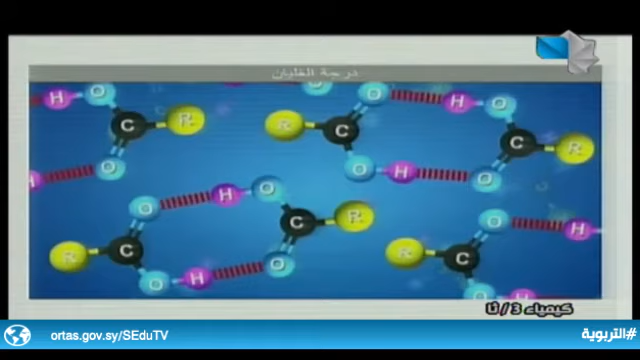 درجة الغليان
H O C R O H
O R C O H O C R
O H O C R O
R C O H O
O H
R C O H
كيمياء 3 / ثا
ortas.gov.sy/SEduTV #التربوية